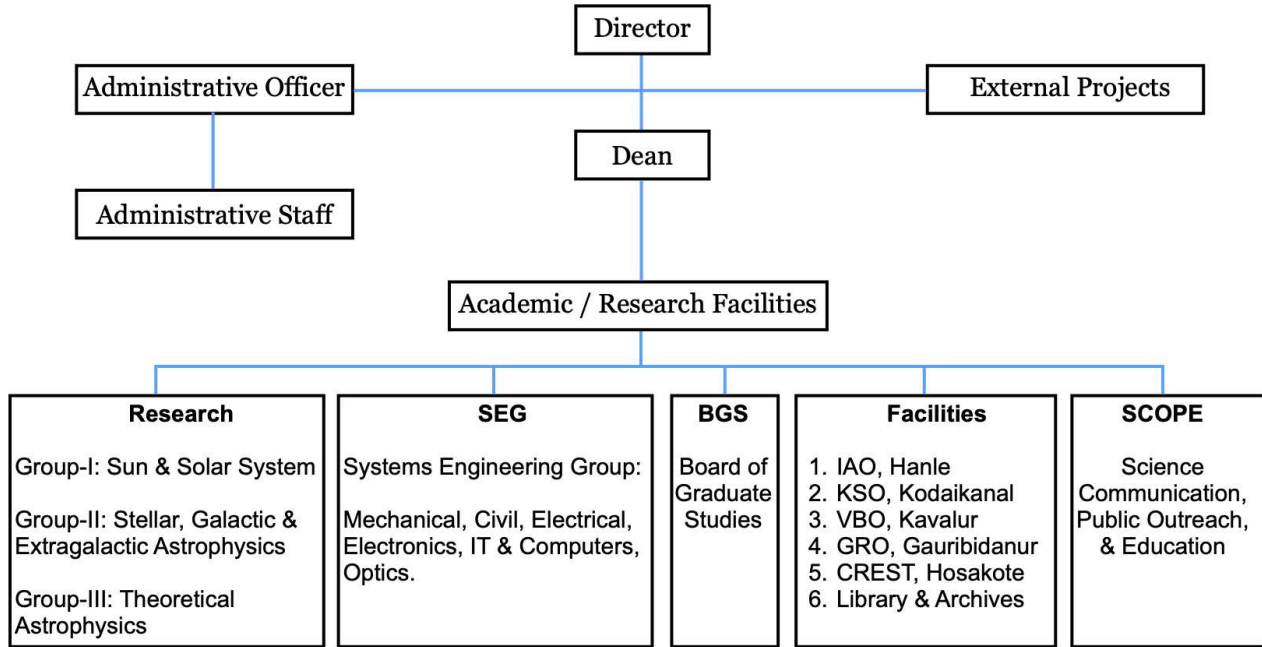 Director
Administrative Officer
External Projects
Dean
Administrative Staff
Academic / Research Facilities
Research
Group-I: Sun & Solar System
Group-II: Stellar, Galactic &
Extragalactic Astrophysics
Group-III: Theoretical
Astrophysics
SEG
Systems Engineering Group:
Mechanical, Civil, Electrical,
Electronics, IT & Computers,
Optics.
BGS
Board of
Graduate
Studies
Facilities
1. IAO, Hanle
2. KSO, Kodaikanal
3. VBO, Kavalur
4. GRO, Gauribidanur
5. CREST, Hosakote
6. Library & Archives
SCOPE
Science
Communication,
Public Outreach,
& Education